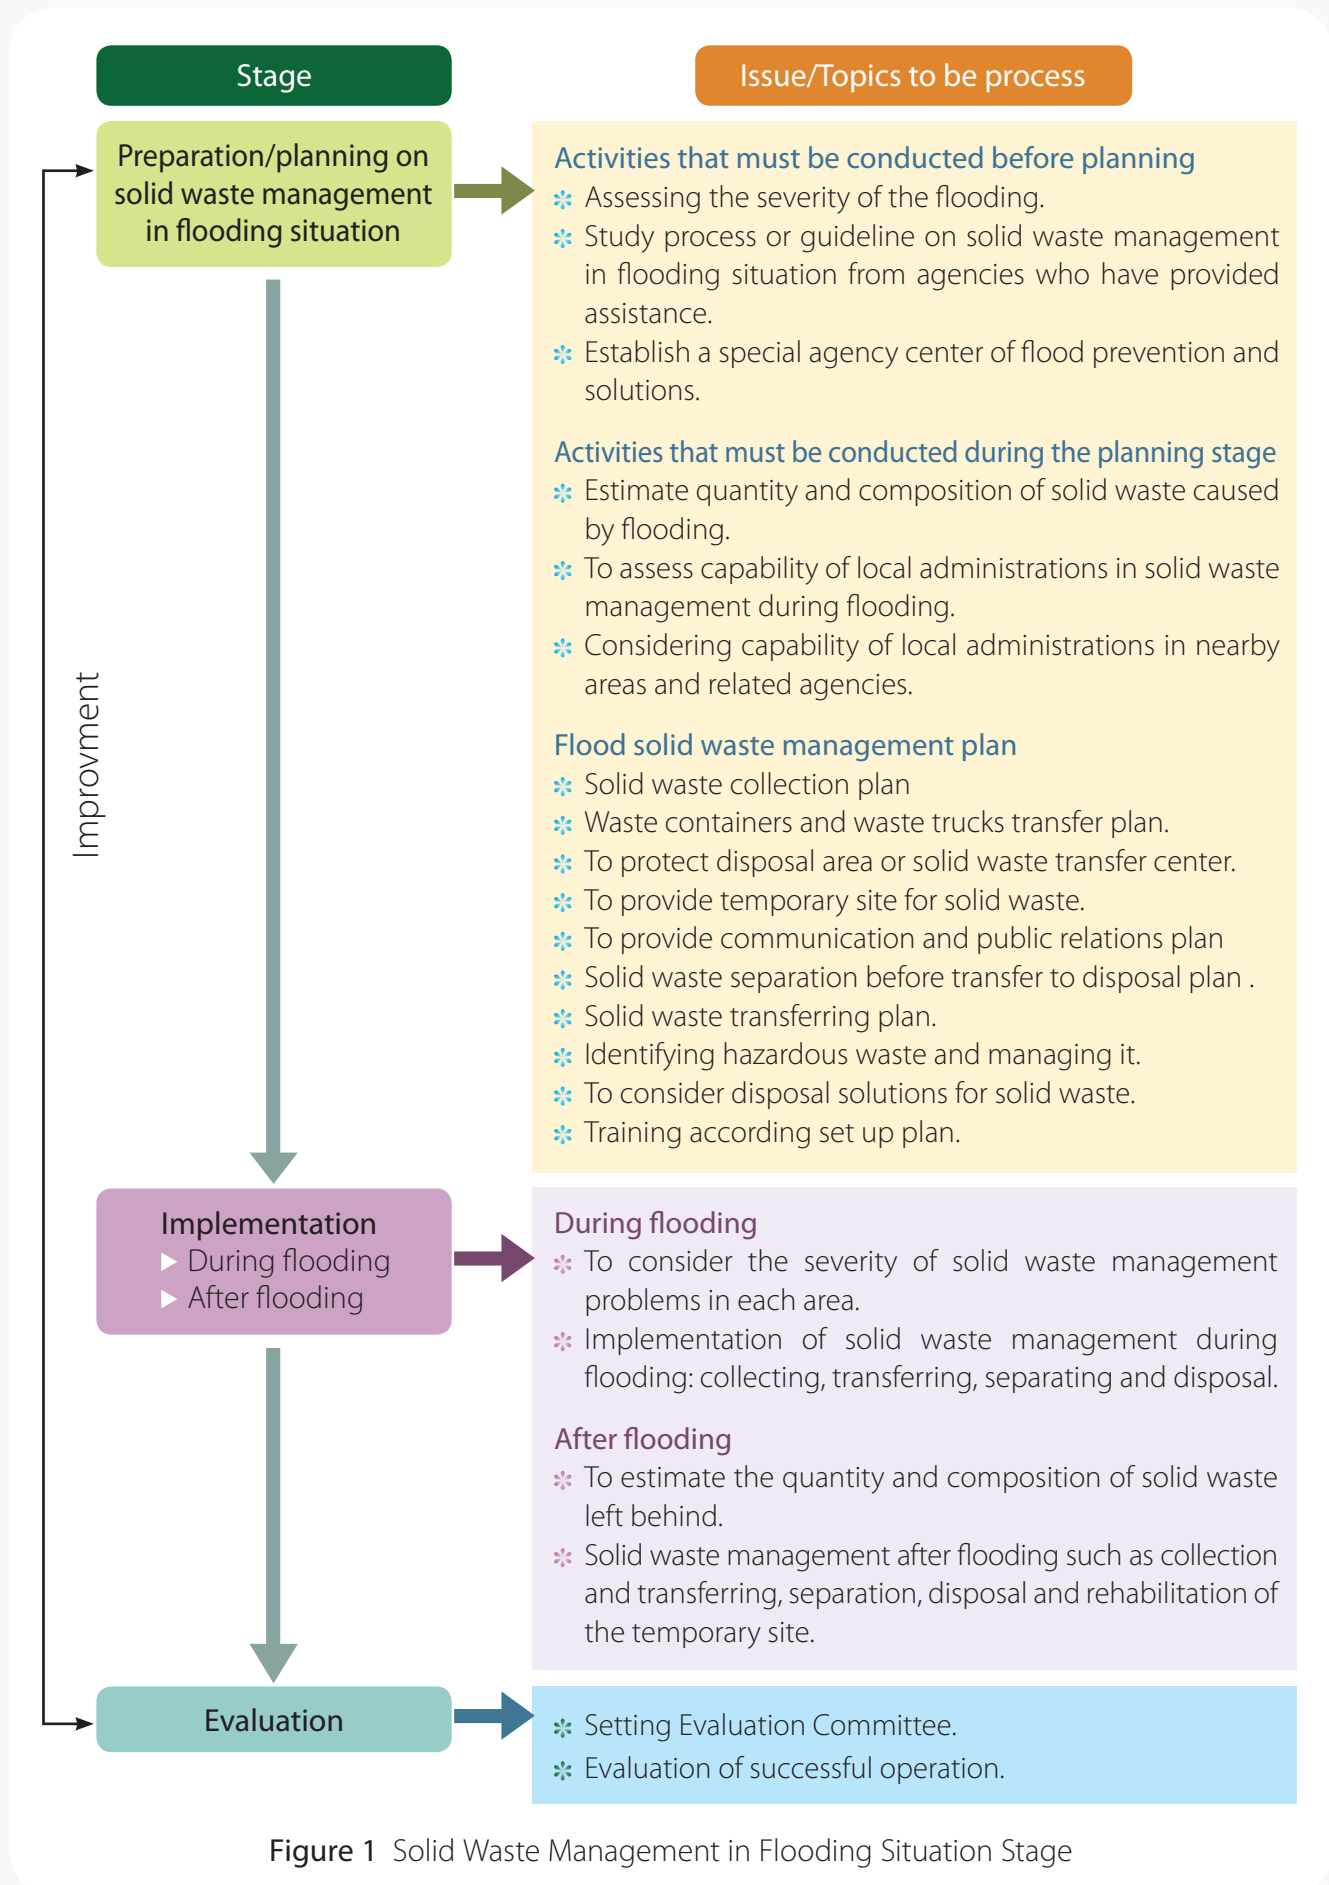 Stage
Issue/Topics to be process
Preparation/planning on
solid waste management
in flooding situation
Activities that must be conducted before planning
Assessing the severity of the flooding.
Study process or guideline on solid waste management
in flooding situation from agencies who have provided
assistance.
Establish a special agency center of flood prevention and
solutions.
Activities that must be conducted during the planning stage
Estimate quantity and composition of solid waste caused
by flooding.
To assess capability of local administrations in solid waste
management during flooding.
Considering capability of local administrations in nearby
areas and related agencies.
Flood solid waste management plan
Solid waste collection plan
Waste containers and waste trucks transfer plan.
To protect disposal area or solid waste transfer center.
To provide temporary site for solid waste.
To provide communication and public relations plan
Solid waste separation before transfer to disposal plan .
Solid waste transferring plan.
Identifying hazardous waste and managing it.
To consider disposal solutions for solid waste.
Training according set up plan.
Improvment
Implementation
During flooding
After flooding
During flooding
To consider the severity of solid waste management
problems in each area.
Implementation of solid waste management during
flooding: collecting, transferring, separating and disposal.
After flooding
To estimate the quantity and composition of solid waste
left behind.
Solid waste management after flooding such as collection
and transferring, separation, disposal and rehabilitation of
the temporary site.
Evaluation
Setting Evaluation Committee.
Evaluation of successful operation.
Figure 1 Solid Waste Management in Flooding Situation Stage